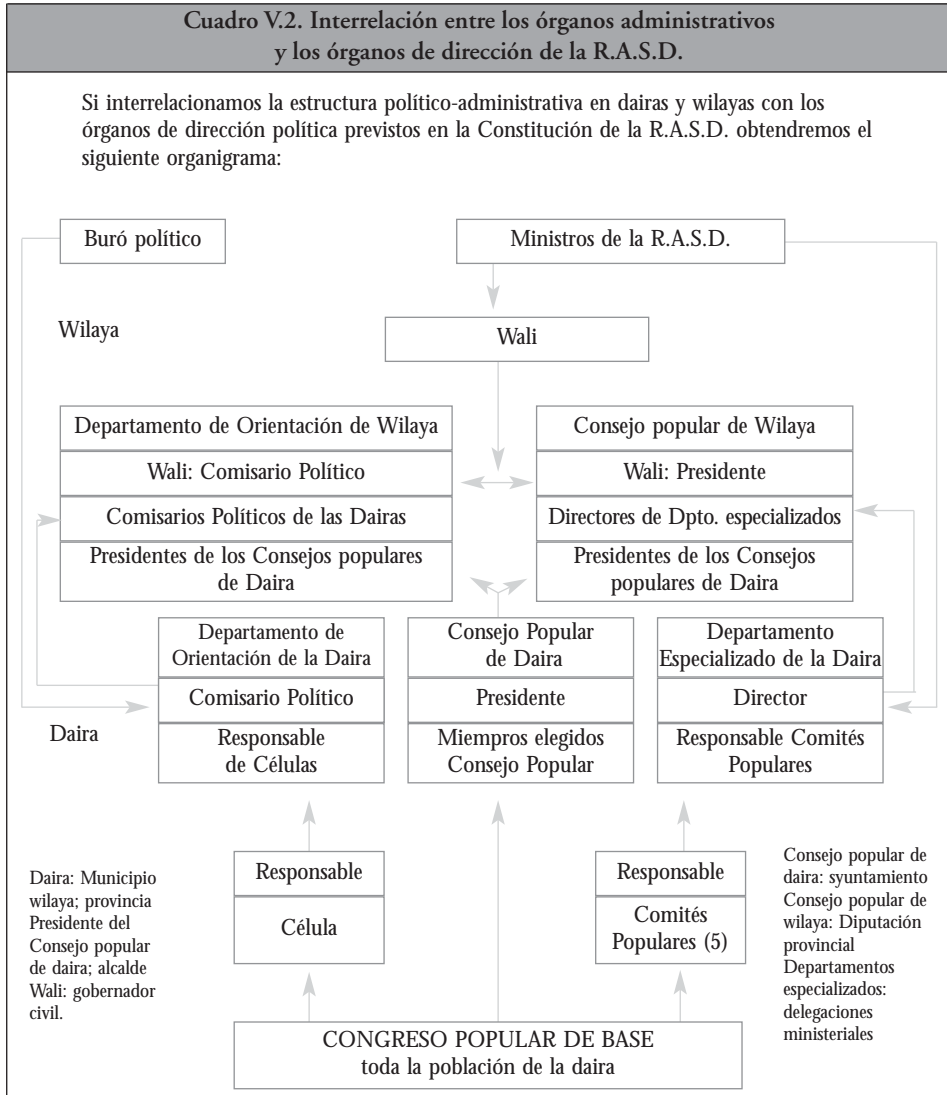 Cuadro V.2. Interrelación entre los órganos administrativos
y los órganos de dirección de la R.A.S.D.
Si interrelacionamos la estructura político-administrativa en dairas y wilayas con los
órganos de dirección política previstos en la Constitución de la R.A.S.D. obtendremos el
siguiente organigrama:
Buró político
Ministros de la R.A.S.D.
Wilaya
Wali
Departamento de Orientación de Wilaya
Wali: Comisario Político
Comisarios Políticos de las Dairas
Presidentes de los Consejos populares
de Daira
Consejo popular de Wilaya
Wali: Presidente
Directores de Dpto. especializados
Presidentes de los Consejos
populares de Daira
Departamento de
Orientación de la Daira
Comisario Político
Responsable
de Células
Consejo Popular
de Daira
Presidente
Miempros elegidos
Consejo Popular
Departamento
Especializado de la Daira
Director
Responsable Comités
Populares
Daira
Responsable
Célula
Responsable
Comités
Populares (5)
Daira: Municipio
wilaya; provincia
Presidente del
Consejo popular
de daira; alcalde
Wali: gobernador
civil.
Consejo popular de
daira: syuntamiento
Consejo popular de
wilaya: Diputación
provincial
Departamentos
especializados:
delegaciones
ministeriales
CONGRESO POPULAR DE BASE
toda la población de la daira